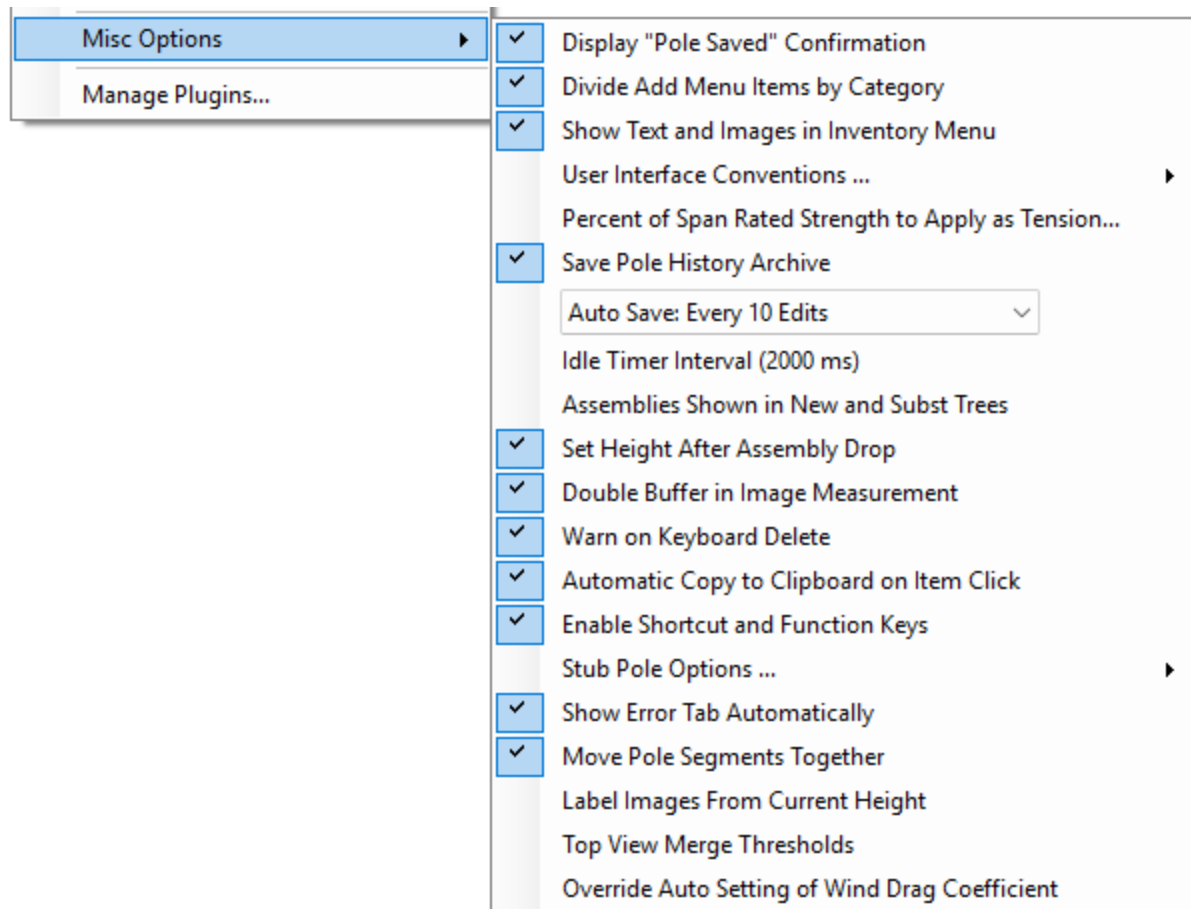 Misc Options
Manage Plugins...
Display "Pole Saved" Confirmation
Divide Add Menu Items by Category
Show Text and Images in Inventory Menu
User Interface Conventions ...
Percent of Span Rated Strength to Apply as Tension...
Save Pole History Archive
Auto Save: Every 10 Edits
Idle Timer Interval (2000 ms)
Assemblies Shown in New and Subst Trees
Set Height After Assembly Drop
Double Buffer in Image Measurement
Warn on Keyboard Delete
Automatic Copy to Clipboard on Item Click
Enable Shortcut and Function Keys
Stub Pole Options ...
Show Error Tab Automatically
Move Pole Segments Together
Label Images From Current Height
Top View Merge Thresholds
Override Auto Setting of Wind Drag Coefficient